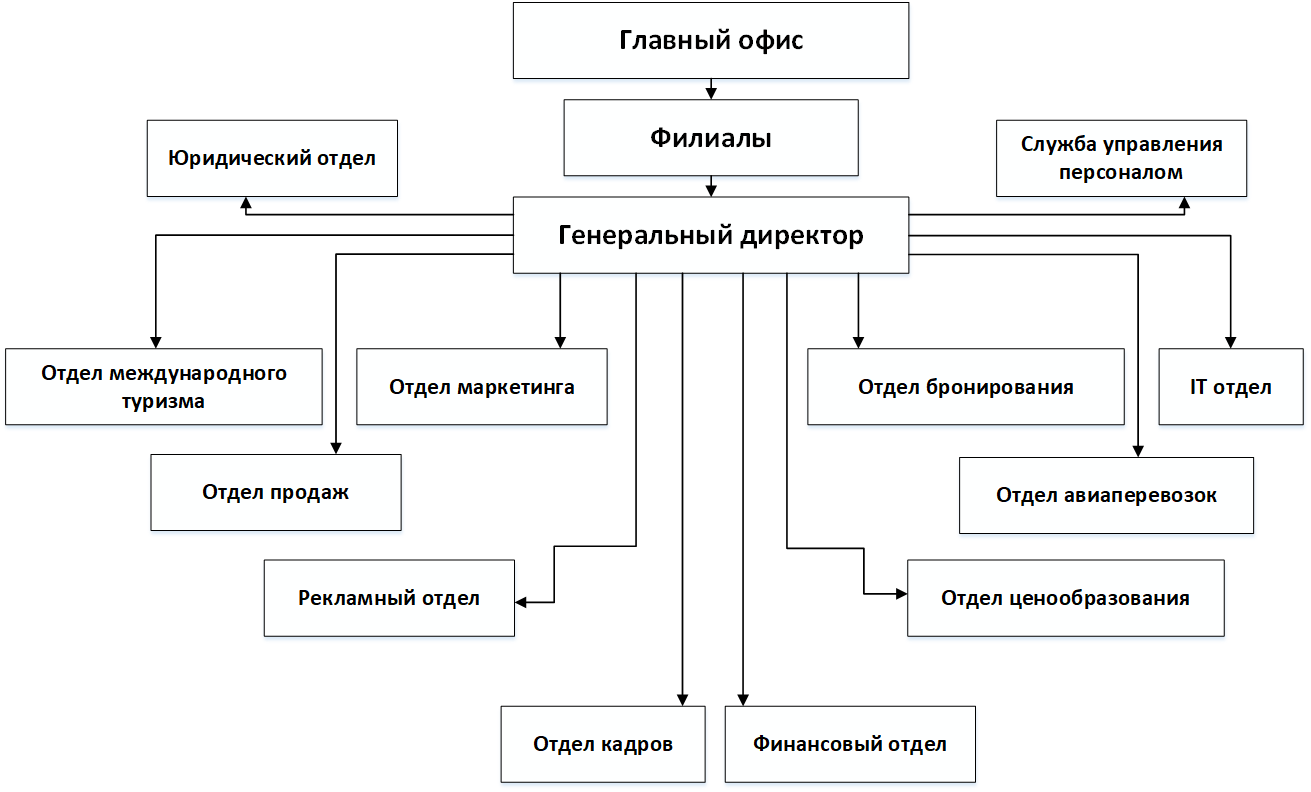 Главный офис
Филиалы
Юридический отдел
Служба управления
персоналом
Генеральный директор
Отдел международного
туризма
Отдел маркетинга
Отдел бронирования
IT отдел
Отдел продаж
Отдел авиаперевозок
Рекламный отдел
Отдел ценообразования
Отдел кадров
Финансовый отдел